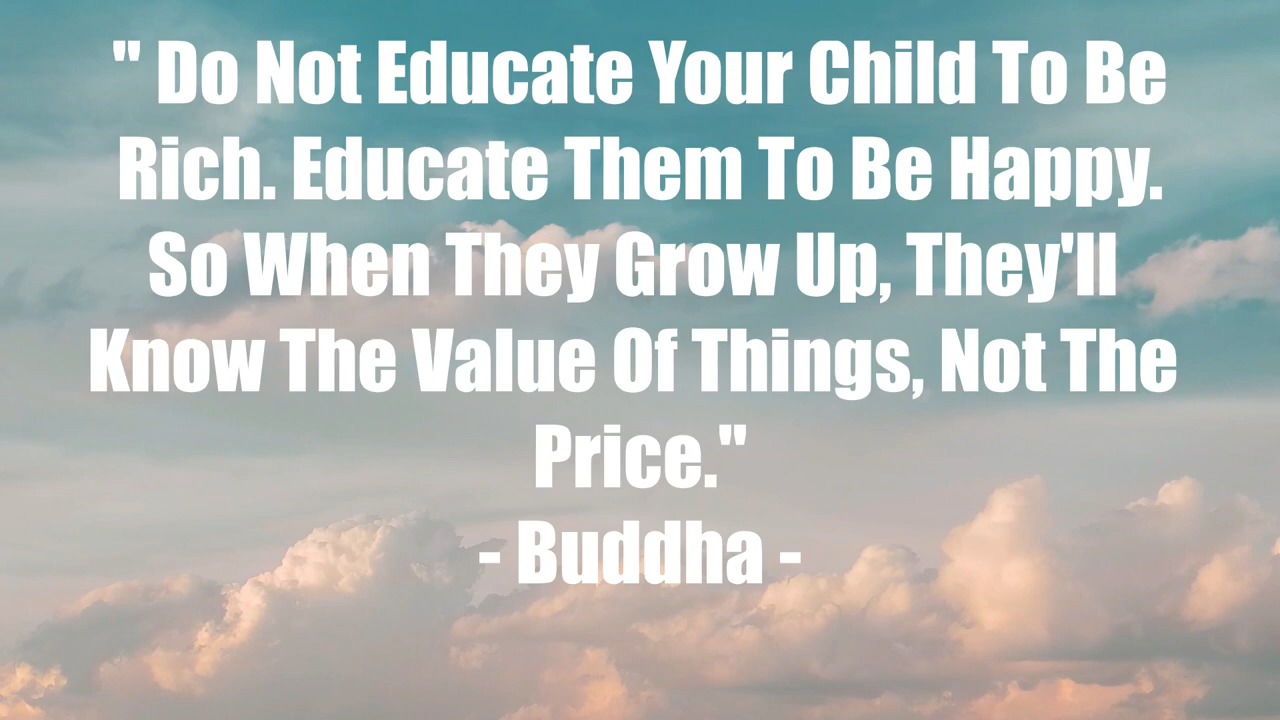 " Do Not Educate Your Child To Be
Rich. Educate Them To Be Happy.
So When They Grow Up, They'll
Know The Value Of Things, Not The
Price."
- Buddha -